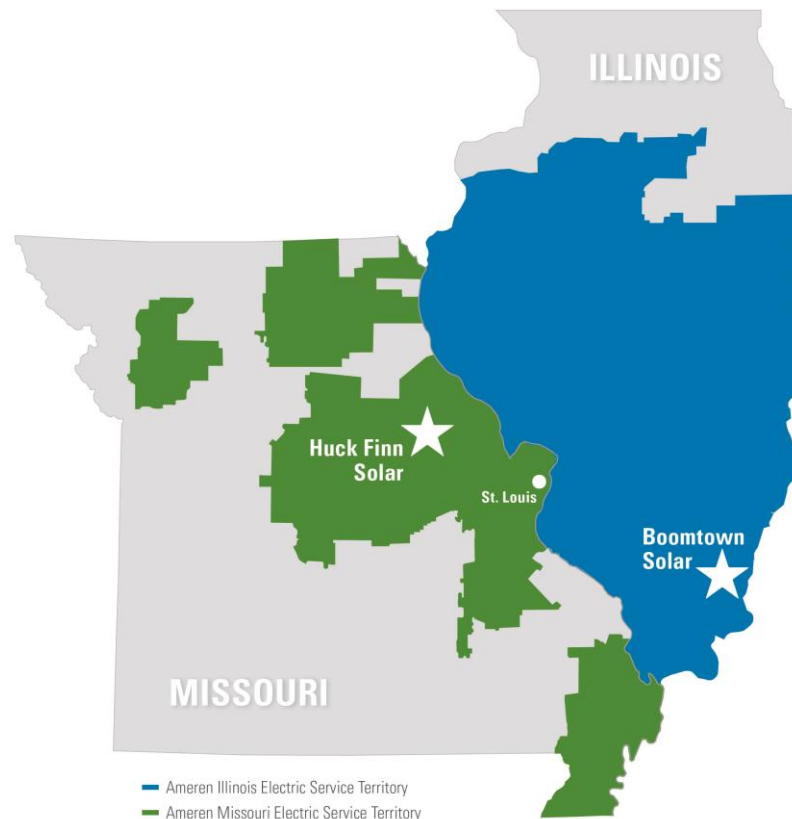 ILLINOIS
Huck Finn
Solar
St. Louis
Boomtown
Solar
MISSOURI
Ameren Illinois Electric Service Territory
Ameren Missouri Electric Service Territory